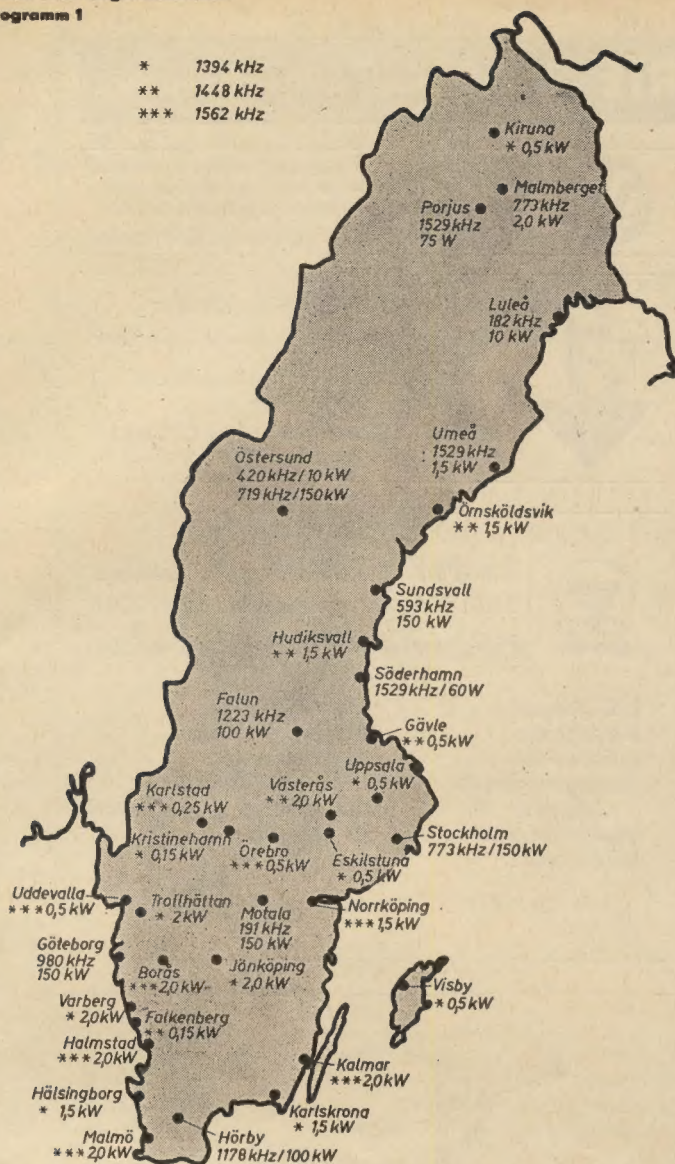 ogramm 1
* 1394 kHz
** 1448 kHz
*** 1562 kHz
Kiruna
* 0,5 kW
Malmberget
773 kHz
2,0 kW
Porjus
1529 kHz
75 W
Luleå
182 kHz
10 kW
Umeå
1529 kHz
1,5 kW
Östersund
420 kHz/10 kW
719 kHz/150 kW
Örnsköldsvik
** 1,5 kW
Sundsvall
593 kHz
150 kW
Hudiksvall
** 1,5 kW
Söderhamn
1529 kHz/60W
Falun
1223 kHz
100 kW
Gävle
** 0,5kW
Uppsala
* 0,5 kW
Karlstad
*** 0,25 kW
Västerås
** 2,0 kW
Kristinehamn
* 0,15 kW
Örebro
*** 0,5 kW
Eskilstuna
* 0,5 kW
Stockholm
773 kHz/150 kW
Uddevalla
*** 0,5 kW
Trollhättan
* 2 kW
Motala
191 kHz
150 kW
Norrköping
*** 1,5 kW
Göteborg
980 kHz
150 kW
Borås
*** 2,0 kW
Jönköping
* 2,0 kW
Visby
* 0,5 kW
Varberg
* 2,0 kW
Falkenberg
** 0,15 kW
Halmstad
*** 2,0 kW
Kalmar
*** 2,0 kW
Hälsingborg
* 1,5 kW
Karlskrona
* 1,5 kW
Malmö
*** 2,0 kW
Hörby
1178 kHz/100 kW